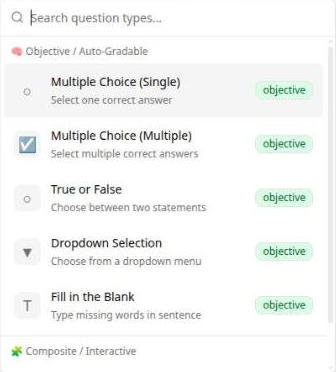 Search question types...
🧠 Objective / Auto-Gradable
Multiple Choice (Single)
Select one correct answer
objective
Multiple Choice (Multiple)
Select multiple correct answers
objective
True or False
Choose between two statements
objective
Dropdown Selection
Choose from a dropdown menu
objective
T
Fill in the Blank
Type missing words in sentence
objective
🧩 Composite / Interactive